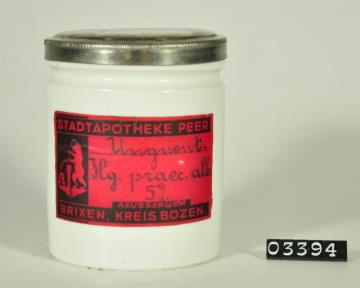 STADTAPOTHEKE PEER
Unguent.
Hg. praec. alb.
5%
AEUSSERLICH
BRIXEN, KREIS BOZEN.
03394